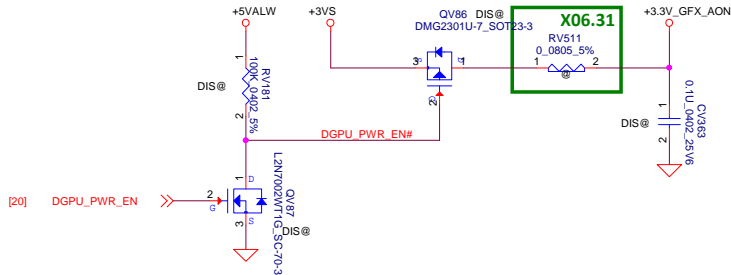 +5VALW
+3VS
QV86 DIS@
DMG2301U-7_SOT23-3
X06.31
RV511
0_0805_5%
+3.3V_GFX_AON
1
RV181
100K_0402_5%
DIS@
2
3
S
D
1
G
2
1
@
2
1
CV363
0.1U_0402_25V6
DIS@
2
DGPU_PWR_EN#
1
D
[20] DGPU_PWR_EN
2
G
S
3
QV87
L2N7002WT1G_SC-70-3
DIS@